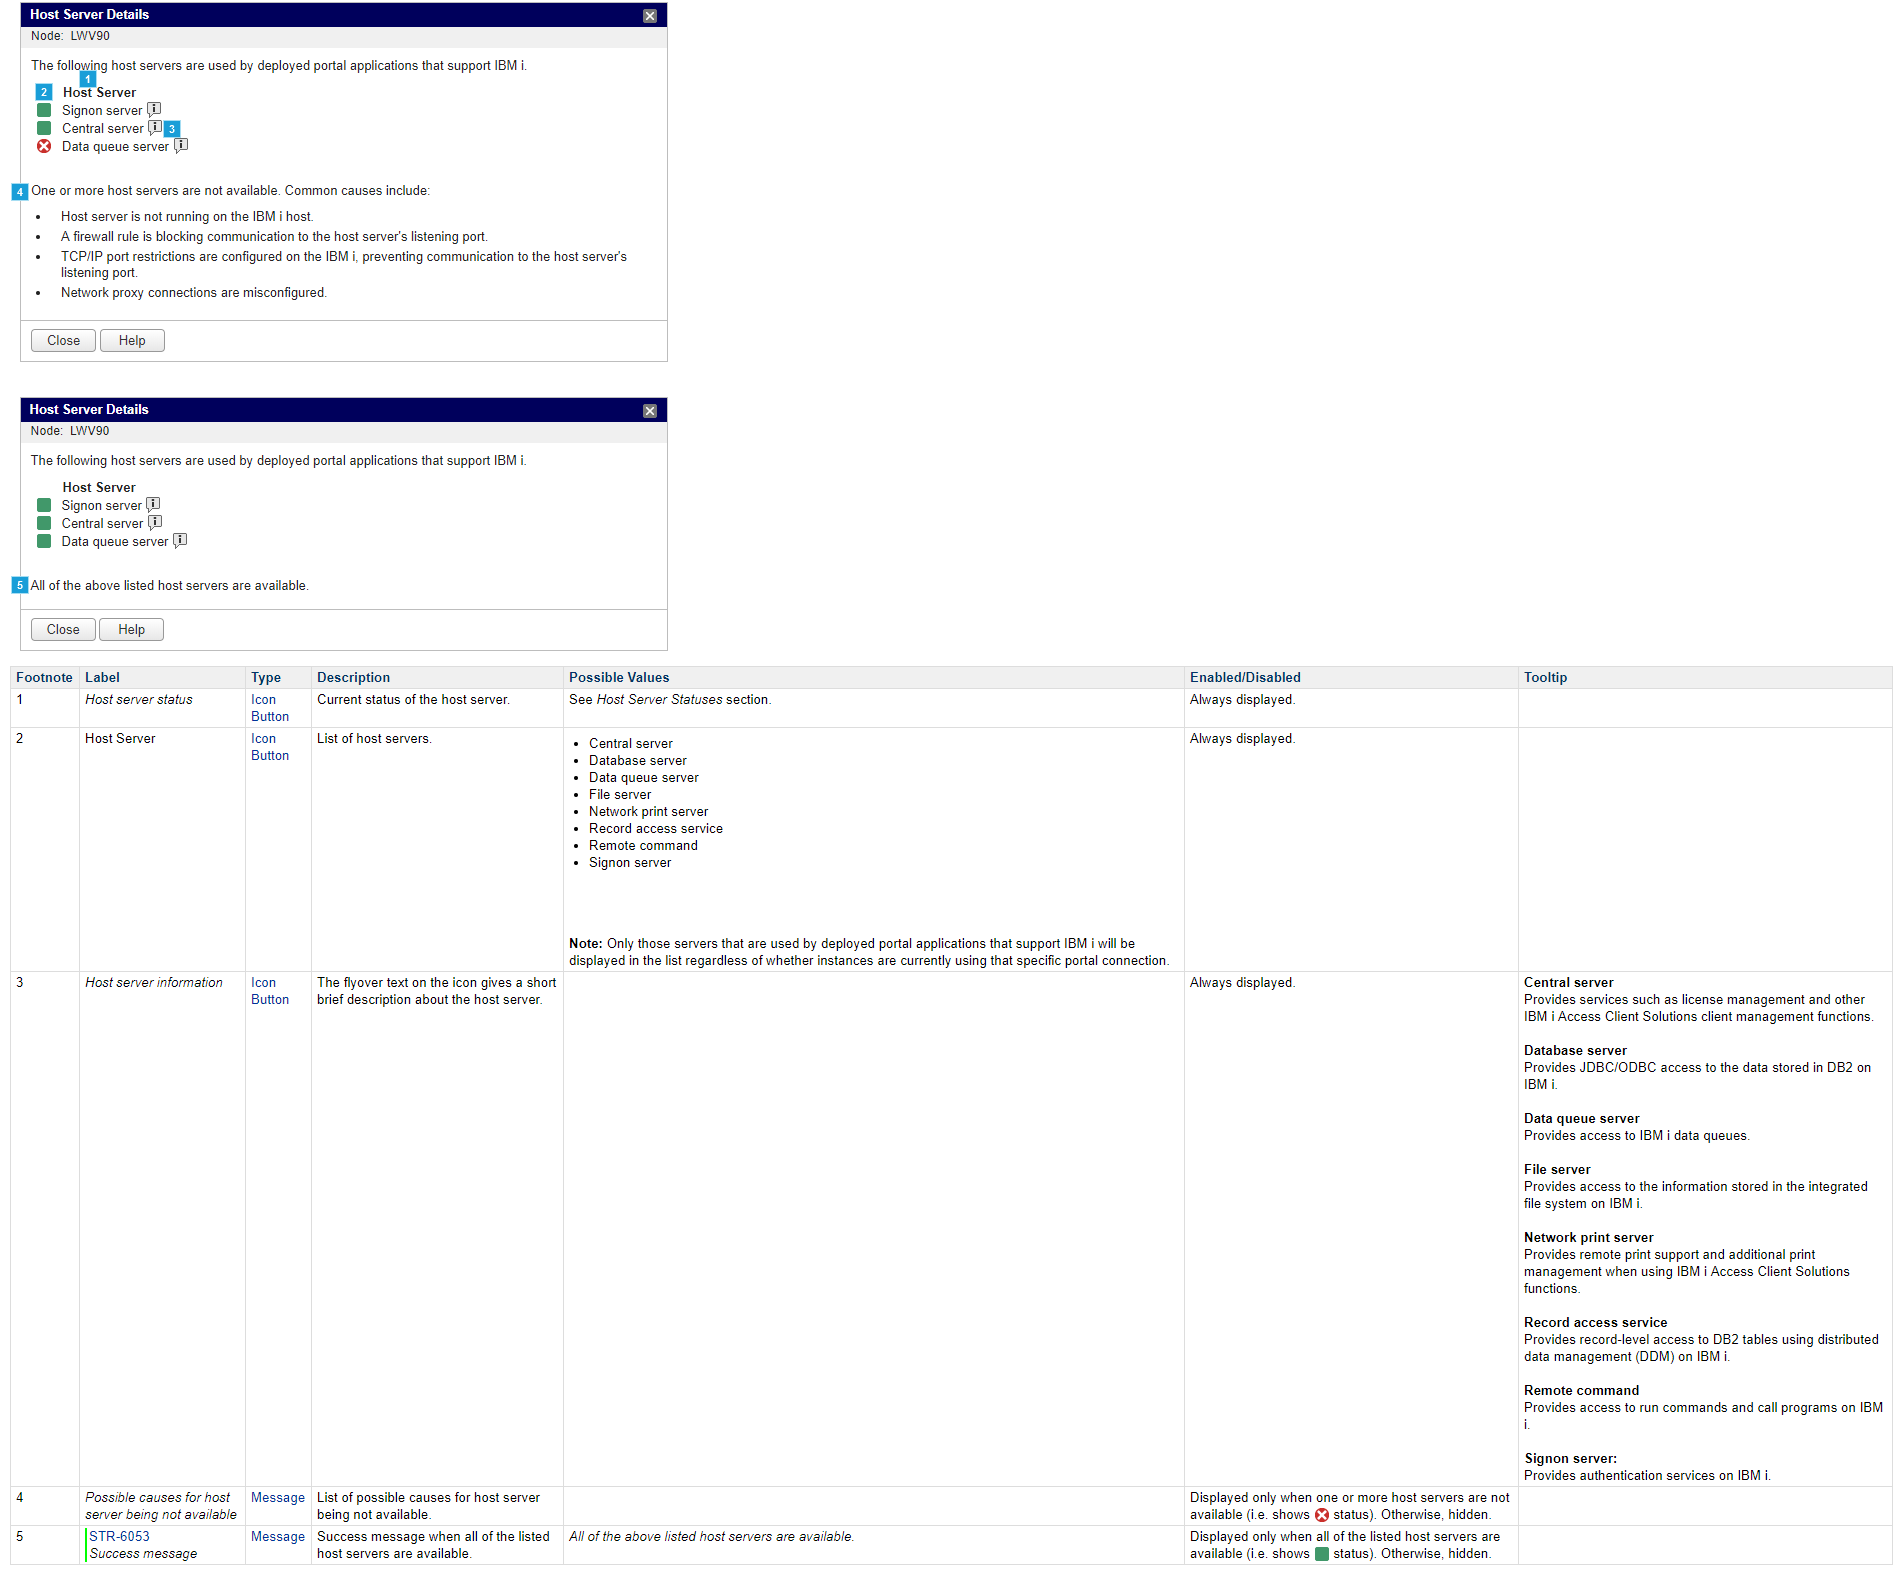 Host Server Details
Node: LWV90
The following host servers are used by deployed portal applications that support IBM i.
1
2 Host Server
Signon server i
Central server i 3
Data queue server i
4 One or more host servers are not available. Common causes include:
• Host server is not running on the IBM i host.
• A firewall rule is blocking communication to the host server's listening port.
• TCP/IP port restrictions are configured on the IBM i, preventing communication to the host server's
listening port.
• Network proxy connections are misconfigured.
Close Help
Host Server Details
Node: LWV90
The following host servers are used by deployed portal applications that support IBM i.
Host Server
Signon server i
Central server i
Data queue server i
5 All of the above listed host servers are available.
Close Help
Footnote Label Type Description Possible Values Enabled/Disabled Tooltip
1 Host server status Icon Current status of the host server. See Host Server Statuses section. Always displayed.
Button
2 Host Server Icon List of host servers. Always displayed.
Button
• Central server
• Database server
• Data queue server
• File server
• Network print server
• Record access service
• Remote command
• Signon server
Note: Only those servers that are used by deployed portal applications that support IBM i will be
displayed in the list regardless of whether instances are currently using that specific portal connection.
3 Host server information Icon The flyover text on the icon gives a short Always displayed.
Button brief description about the host server.
Central server
Provides services such as license management and other
IBM i Access Client Solutions client management functions.
Database server
Provides JDBC/ODBC access to the data stored in DB2 on
IBM i.
Data queue server
Provides access to IBM i data queues.
File server
Provides access to the information stored in the integrated
file system on IBM i.
Network print server
Provides remote print support and additional print
management when using IBM i Access Client Solutions
functions.
Record access service
Provides record-level access to DB2 tables using distributed
data management (DDM) on IBM i.
Remote command
Provides access to run commands and call programs on IBM
i.
Signon server:
Provides authentication services on IBM i.
4 Possible causes for host Message List of possible causes for host server Displayed only when one or more host servers are not
server being not available being not available. available (i.e. shows status). Otherwise, hidden.
5 STR-6053 Message Success message when all of the listed All of the above listed host servers are available. Displayed only when all of the listed host servers are
Success message host servers are available. available (i.e. shows status). Otherwise, hidden.